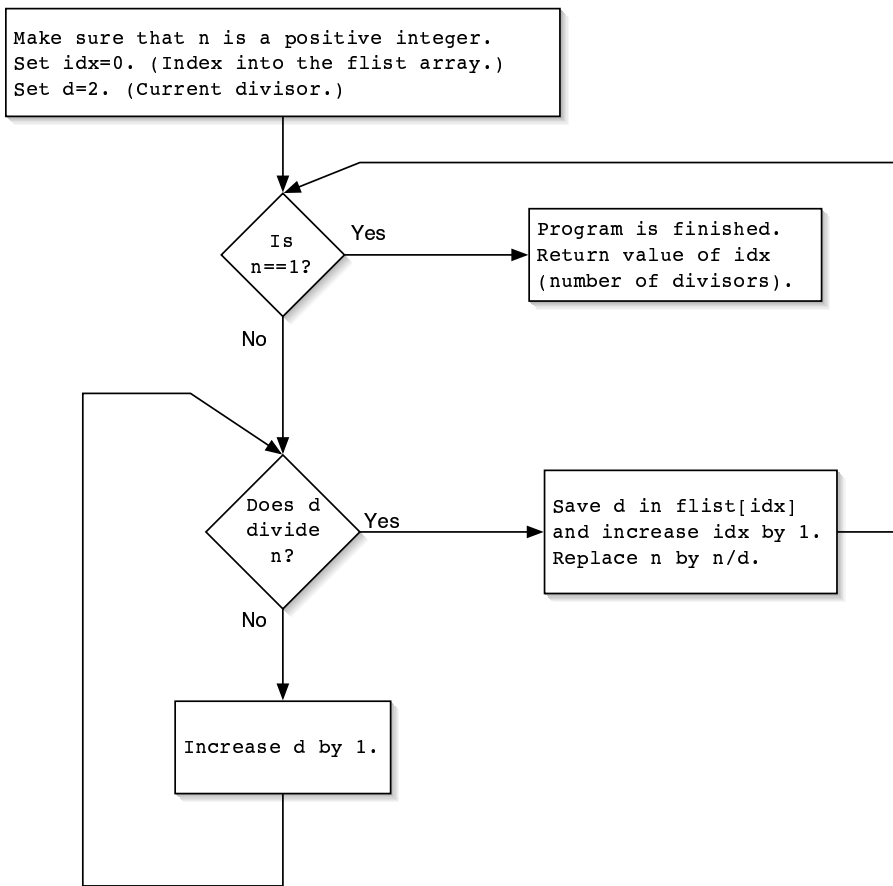 Make sure that n is a positive integer.
Set idx=0. (Index into the flist array.)
Set d=2. (Current divisor.)
Is
n==1?
Yes
Program is finished.
Return value of idx
(number of divisors).
No
Does d
divide
n?
Yes
Save d in flist[idx]
and increase idx by 1.
Replace n by n/d.
No
Increase d by 1.